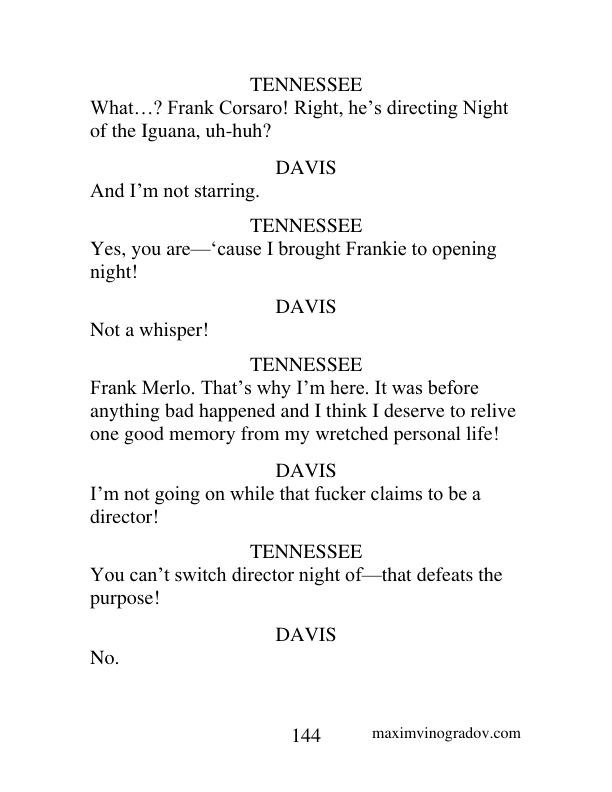 TENNESSEE
What…? Frank Corsaro! Right, he’s directing Night
of the Iguana, uh-huh?
DAVIS
And I’m not starring.
TENNESSEE
Yes, you are—‘cause I brought Frankie to opening
night!
DAVIS
Not a whisper!
TENNESSEE
Frank Merlo. That’s why I’m here. It was before
anything bad happened and I think I deserve to relive
one good memory from my wretched personal life!
DAVIS
I’m not going on while that fucker claims to be a
director!
TENNESSEE
You can’t switch director night of—that defeats the
purpose!
DAVIS
No.
144 maximvinogradov.com